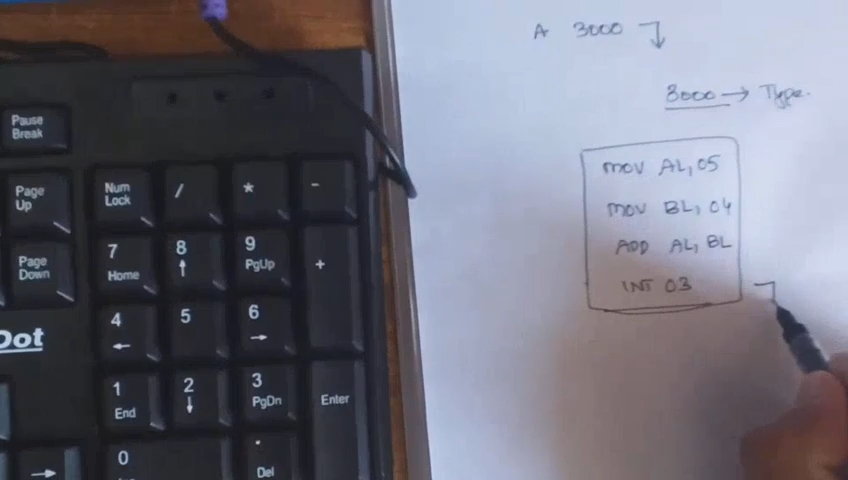 A 3000
3000 → Type.
MOV AL, 05
MOV BL, 04
ADD AL, BL
INT 03
Pause
Break
Page
Up
Num
Lock
/
*
-
Page
Down
7
Home
8
↑
9
PgUp
+
Dot
4
←
5
6
→
1
End
2
↓
3
PgDn
Enter
→
0
.
Del